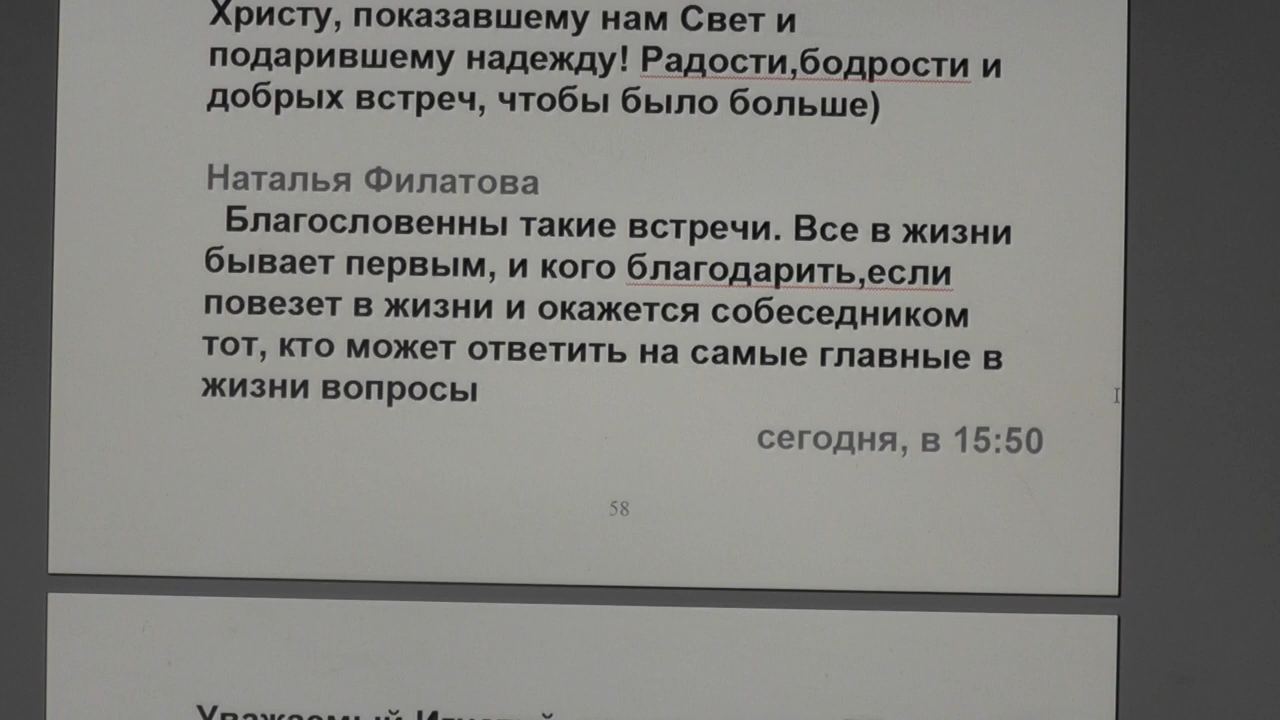 Христу, показавшему нам Свет и
подарившему надежду! Радости,бодрости и
добрых встреч, чтобы было больше)
Наталья Филатова
Благословенны такие встречи. Все в жизни
бывает первым, и кого благодарить,если
повезет в жизни и окажется собеседником
тот, кто может ответить на самые главные в
жизни вопросы
сегодня, в 15:50
58
Уважаемый